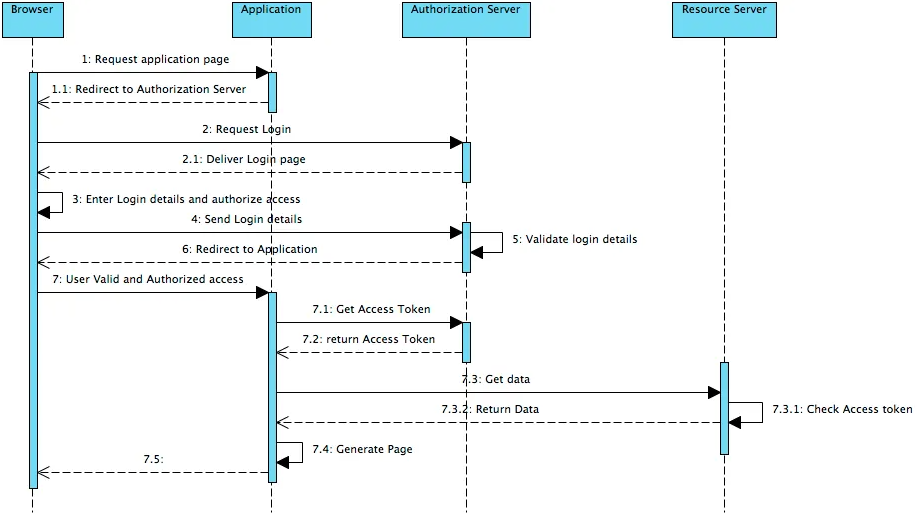 Browser
Application
Authorization Server
Resource Server
1: Request application page
1.1: Redirect to Authorization Server
2: Request Login
2.1: Deliver Login page
3: Enter Login details and authorize access
4: Send Login details
5: Validate login details
6: Redirect to Application
7: User Valid and Authorized access
7.1: Get Access Token
7.2: return Access Token
7.3: Get data
7.3.2: Return Data
7.3.1: Check Access token
7.4: Generate Page
7.5: